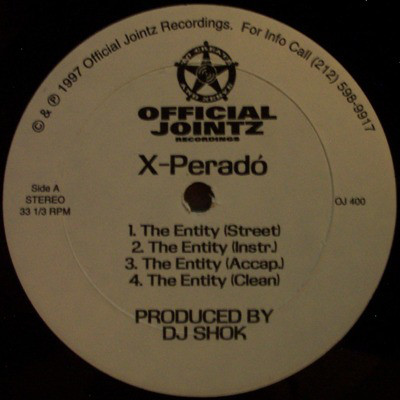 © & ℗ 1997 Official Jointz Recordings. For Info Call (212) 598-9917
OFFICIAL
JOINTZ
RECORDINGS
X-Peradó
Side A
STEREO
33 1/3 RPM
OJ 400
1. The Entity (Street)
2. The Entity (Instr.)
3. The Entity (Accap.)
4. The Entity (Clean)
PRODUCED BY
DJ SHOK